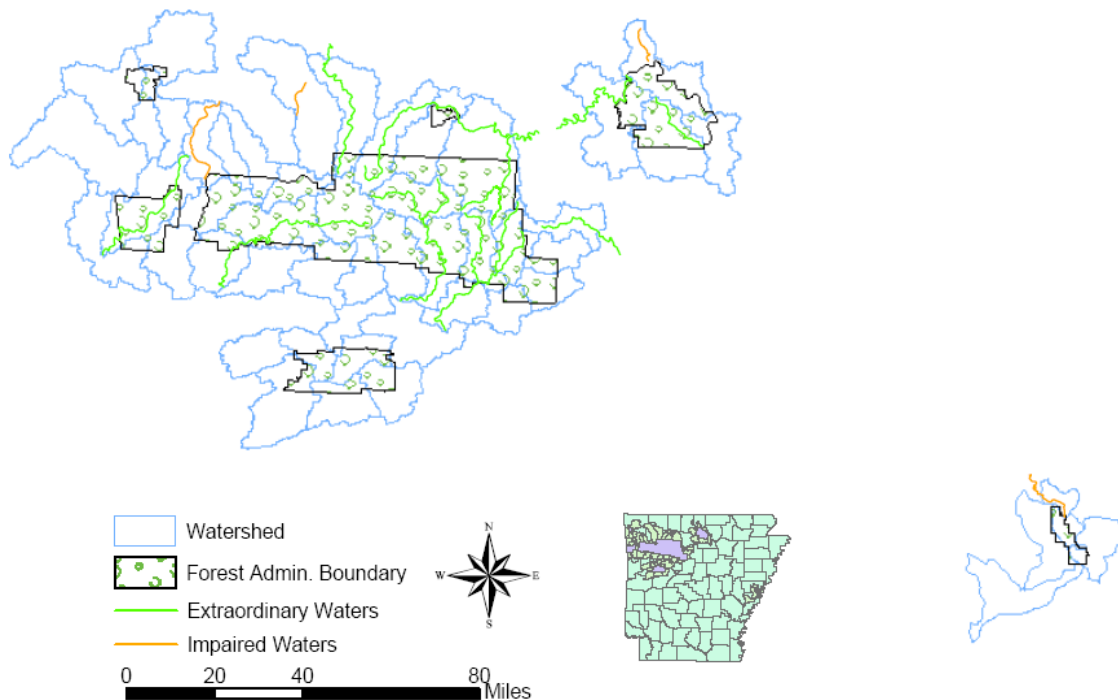 Watershed
Forest Admin. Boundary
Extraordinary Waters
Impaired Waters
N
W E
S
0 20 40 80
Miles